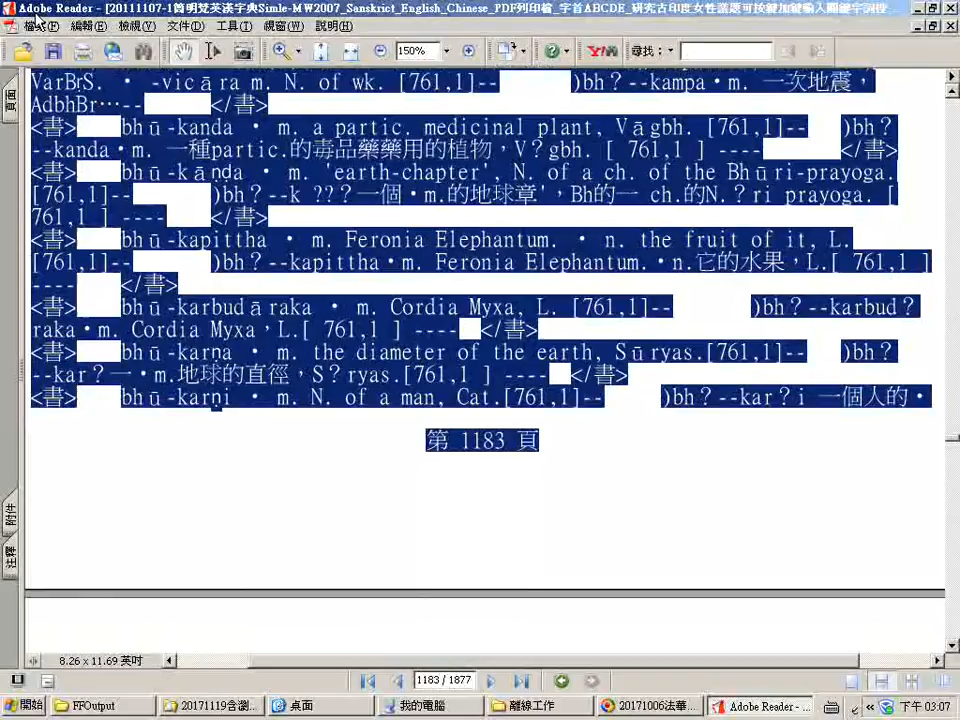 Adobe Reader - [20111107-1簡明梵英漢字典Simle-MW2007_Sanskrict_English_Chinese_PDF列印檔_字首ABCDE_研究古印度女性議題可按
檔案(F) 編輯(E) 檢視(V) 文件(D) 工具(T) 視窗(W) 說明(H)
150% 尋找：
頁面
VarBṛS. ‧ -vicāra m. N. of wk. [761,1]-- )bh？--kampa‧m. 一次地震，
AdbhBr…-- </書>
<書> bhū-kanda ‧ m. a partic. medicinal plant, Vāgbh. [761,1]-- )bh？
--kanda‧m. 一種partic.的毒品藥藥用的植物，V？gbh. [ 761,1 ] ---- </書>
<書> bhū-kāṇḍa ‧ m. 'earth-chapter', N. of a ch. of the Bhūri-prayoga.
[761,1]-- )bh？--k ???？一個‧m.的地球章'，Bh的一 ch.的N.？ri prayoga. [
761,1 ] ---- </書>
<書> bhū-kapittha ‧ m. Feronia Elephantum. ‧ n. the fruit of it, L.
[761,1]-- )bh？--kapittha‧m. Feronia Elephantum.‧n.它的水果，L.[ 761,1 ]
---- </書>
<書> bhū-karbudāraka ‧ m. Cordia Myxa, L. [761,1]-- )bh？--karbud？
raka‧m. Cordia Myxa，L.[ 761,1 ] ---- </書>
<書> bhū-karṇa ‧ m. the diameter of the earth, Sūryas.[761,1]-- )bh？
--kar？一‧m.地球的直徑，S？ryas.[761,1 ] ---- </書>
<書> bhū-karṇi ‧ m. N. of a man, Cat.[761,1]-- )bh？--kar？i 一個人的‧
第 1183 頁
附件
注釋
8.26 x 11.69 英吋
1183 / 1877
開始 FFOutput 20171119含瀏... 桌面 我的電腦 離線工作 20171006法華... Adobe Reader - ... 下午 03:07